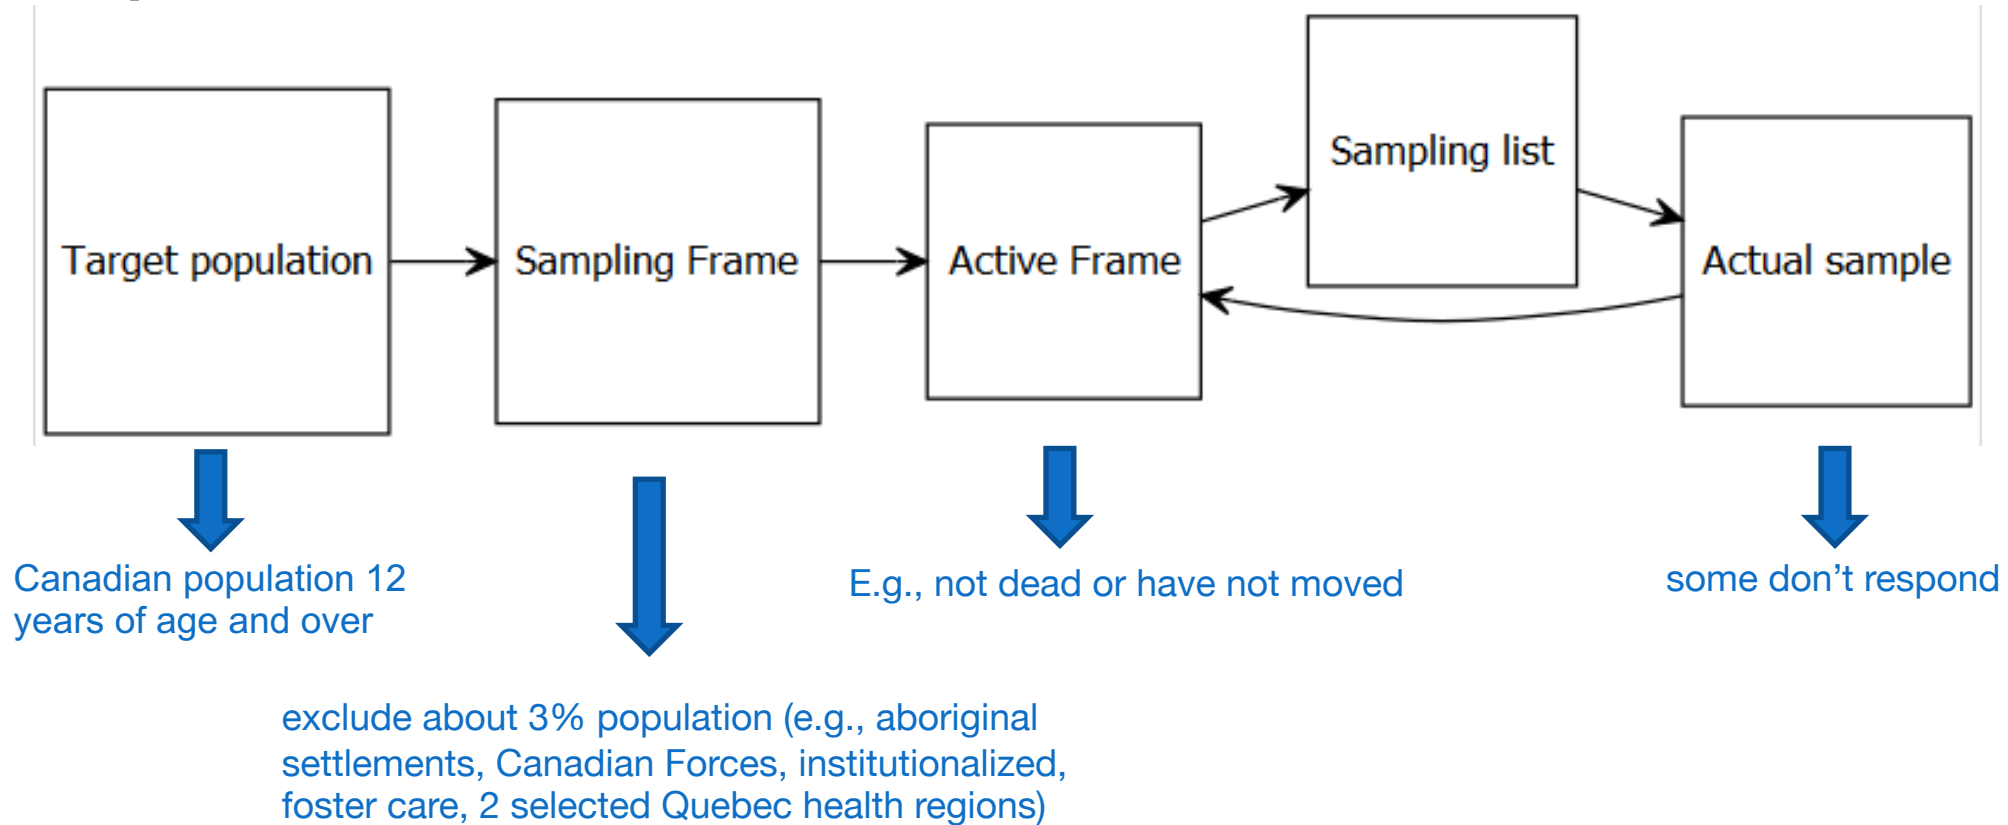 Target population
Sampling Frame
Active Frame
Sampling list
Actual sample
Canadian population 12
years of age and over
exclude about 3% population (e.g., aboriginal
settlements, Canadian Forces, institutionalized,
foster care, 2 selected Quebec health regions)
E.g., not dead or have not moved
some don’t respond